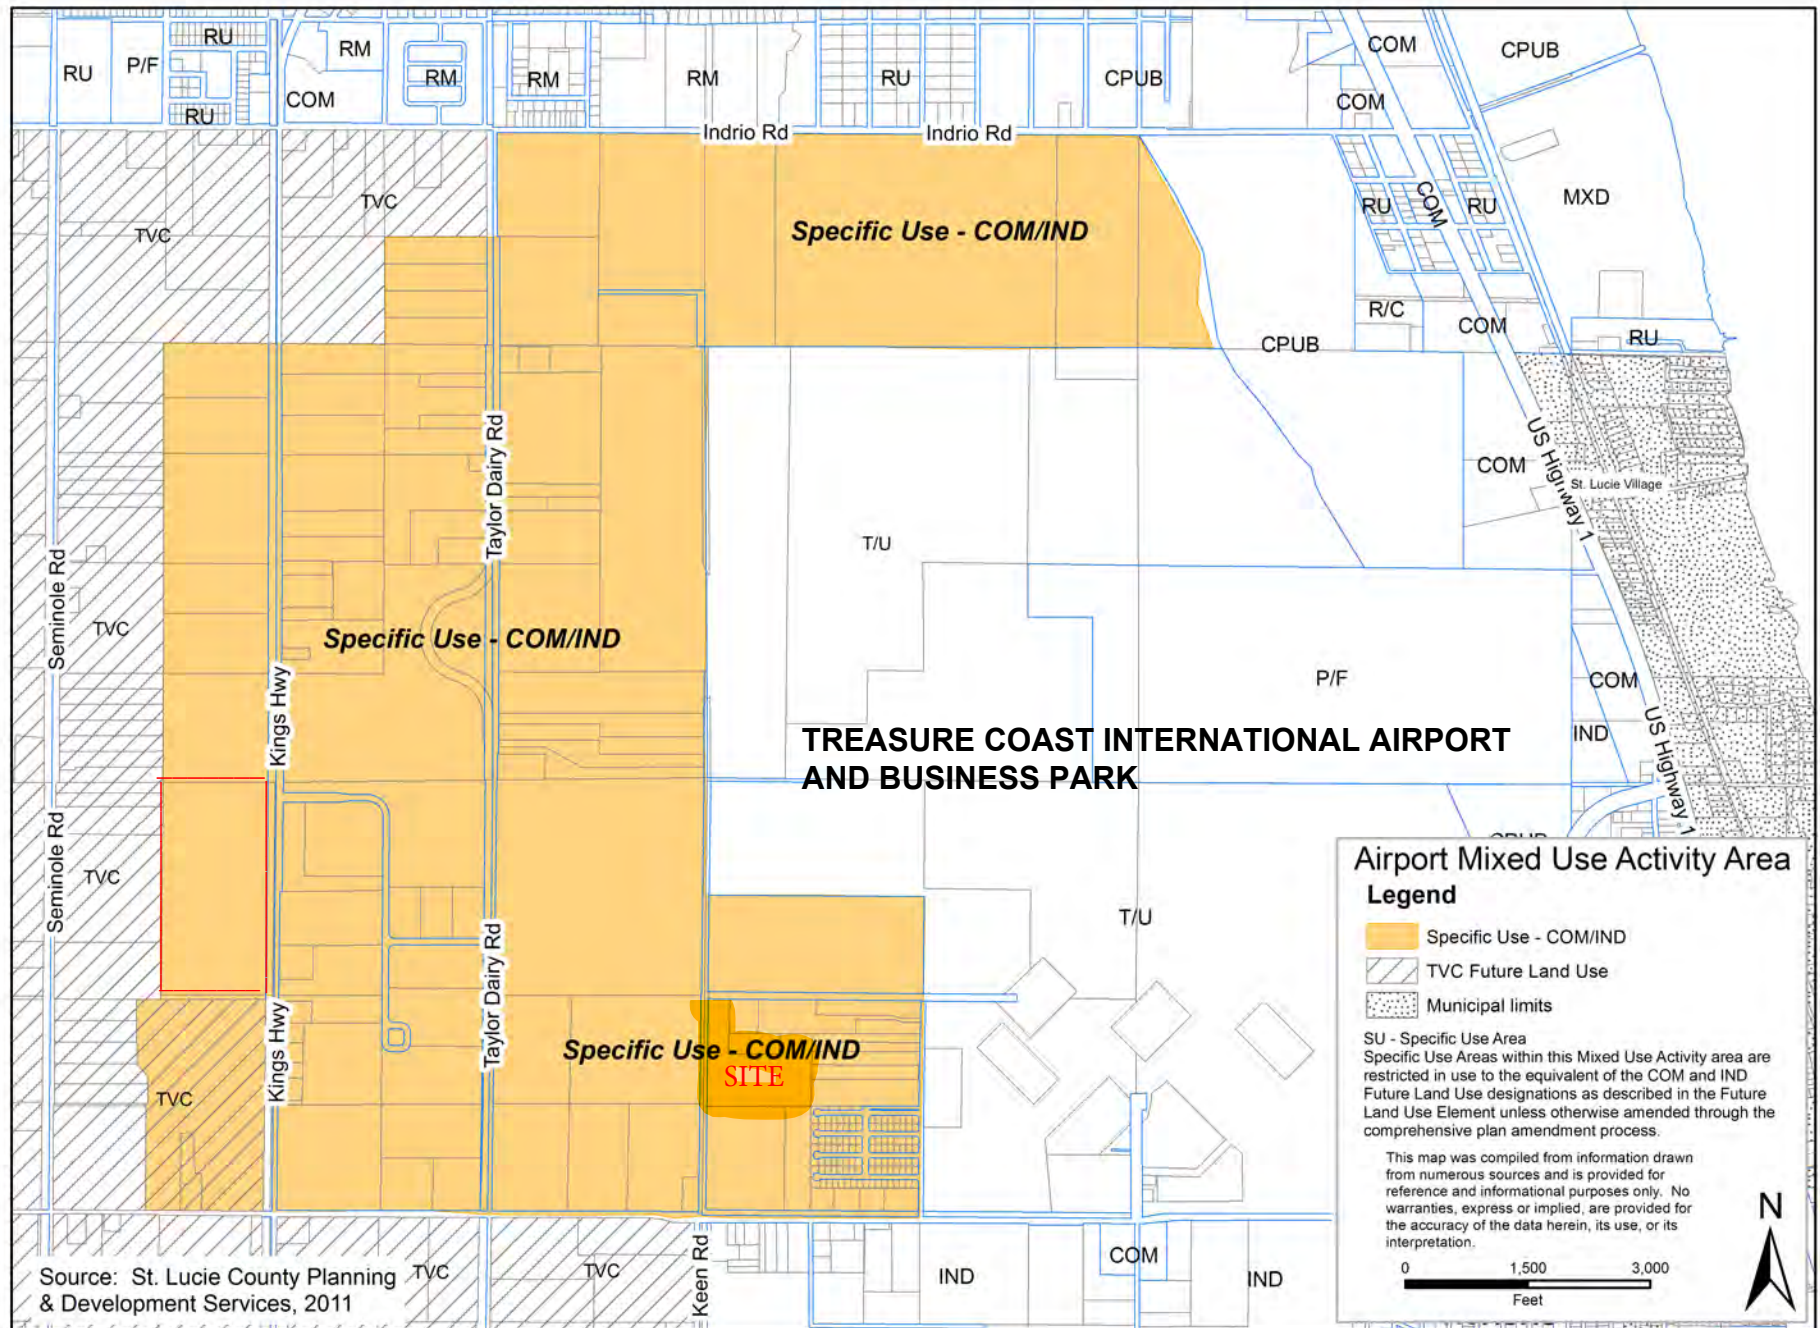 RU
P/F
RU
RU
COM
RM
RM
RM
RM
RU
CPUB
COM
COM
CPUB
Indrio Rd
Indrio Rd
TVC
TVC
Specific Use - COM/IND
RU
COM
RU
MXD
R/C
COM
RU
CPUB
Taylor Dairy Rd
COM
US Highway 1
St. Lucie Village
T/U
Seminole Rd
TVC
Specific Use - COM/IND
Kings Hwy
P/F
COM
IND
US Highway 1
TREASURE COAST INTERNATIONAL AIRPORT
AND BUSINESS PARK
Seminole Rd
TVC
T/U
Taylor Dairy Rd
Kings Hwy
Specific Use - COM/IND
SITE
TVC
Keen Rd
TVC
TVC
IND
COM
IND
Source: St. Lucie County Planning
& Development Services, 2011
Airport Mixed Use Activity Area
Legend
Specific Use - COM/IND
TVC Future Land Use
Municipal limits
SU - Specific Use Area
Specific Use Areas within this Mixed Use Activity area are
restricted in use to the equivalent of the COM and IND
Future Land Use designations as described in the Future
Land Use Element unless otherwise amended through the
comprehensive plan amendment process.
This map was compiled from information drawn
from numerous sources and is provided for
reference and informational purposes only. No
warranties, express or implied, are provided for
the accuracy of the data herein, its use, or its
interpretation.
N
0 1,500 3,000
Feet